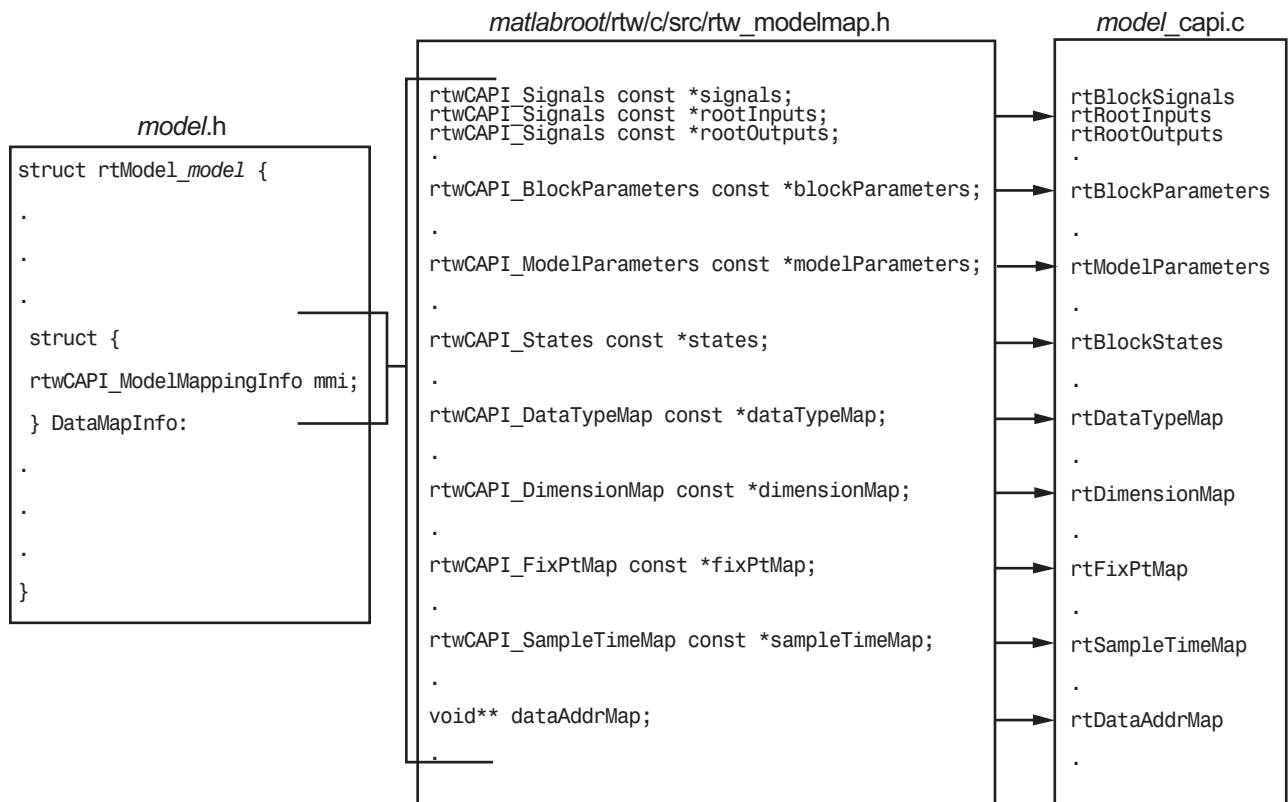 model.h
struct rtModel_model {
.
.
.
struct {
rtwCAPI_ModelMappingInfo mmi;
} DataMapInfo:
.
.
.
}
matlabroot/rtw/c/src/rtw_modelmap.h
rtwCAPI_Signals const *signals;
rtwCAPI_Signals const *rootInputs;
rtwCAPI_Signals const *rootOutputs;
.
rtwCAPI_BlockParameters const *blockParameters;
.
rtwCAPI_ModelParameters const *modelParameters;
.
rtwCAPI_States const *states;
.
rtwCAPI_DataTypeMap const *dataTypeMap;
.
rtwCAPI_DimensionMap const *dimensionMap;
.
rtwCAPI_FixPtMap const *fixPtMap;
.
rtwCAPI_SampleTimeMap const *sampleTimeMap;
.
void** dataAddrMap;
.
model_capi.c
rtBlockSignals
rtRootInputs
rtRootOutputs
.
rtBlockParameters
.
rtModelParameters
.
rtBlockStates
.
rtDataTypeMap
.
rtDimensionMap
.
rtFixPtMap
.
rtSampleTimeMap
.
rtDataAddrMap
.